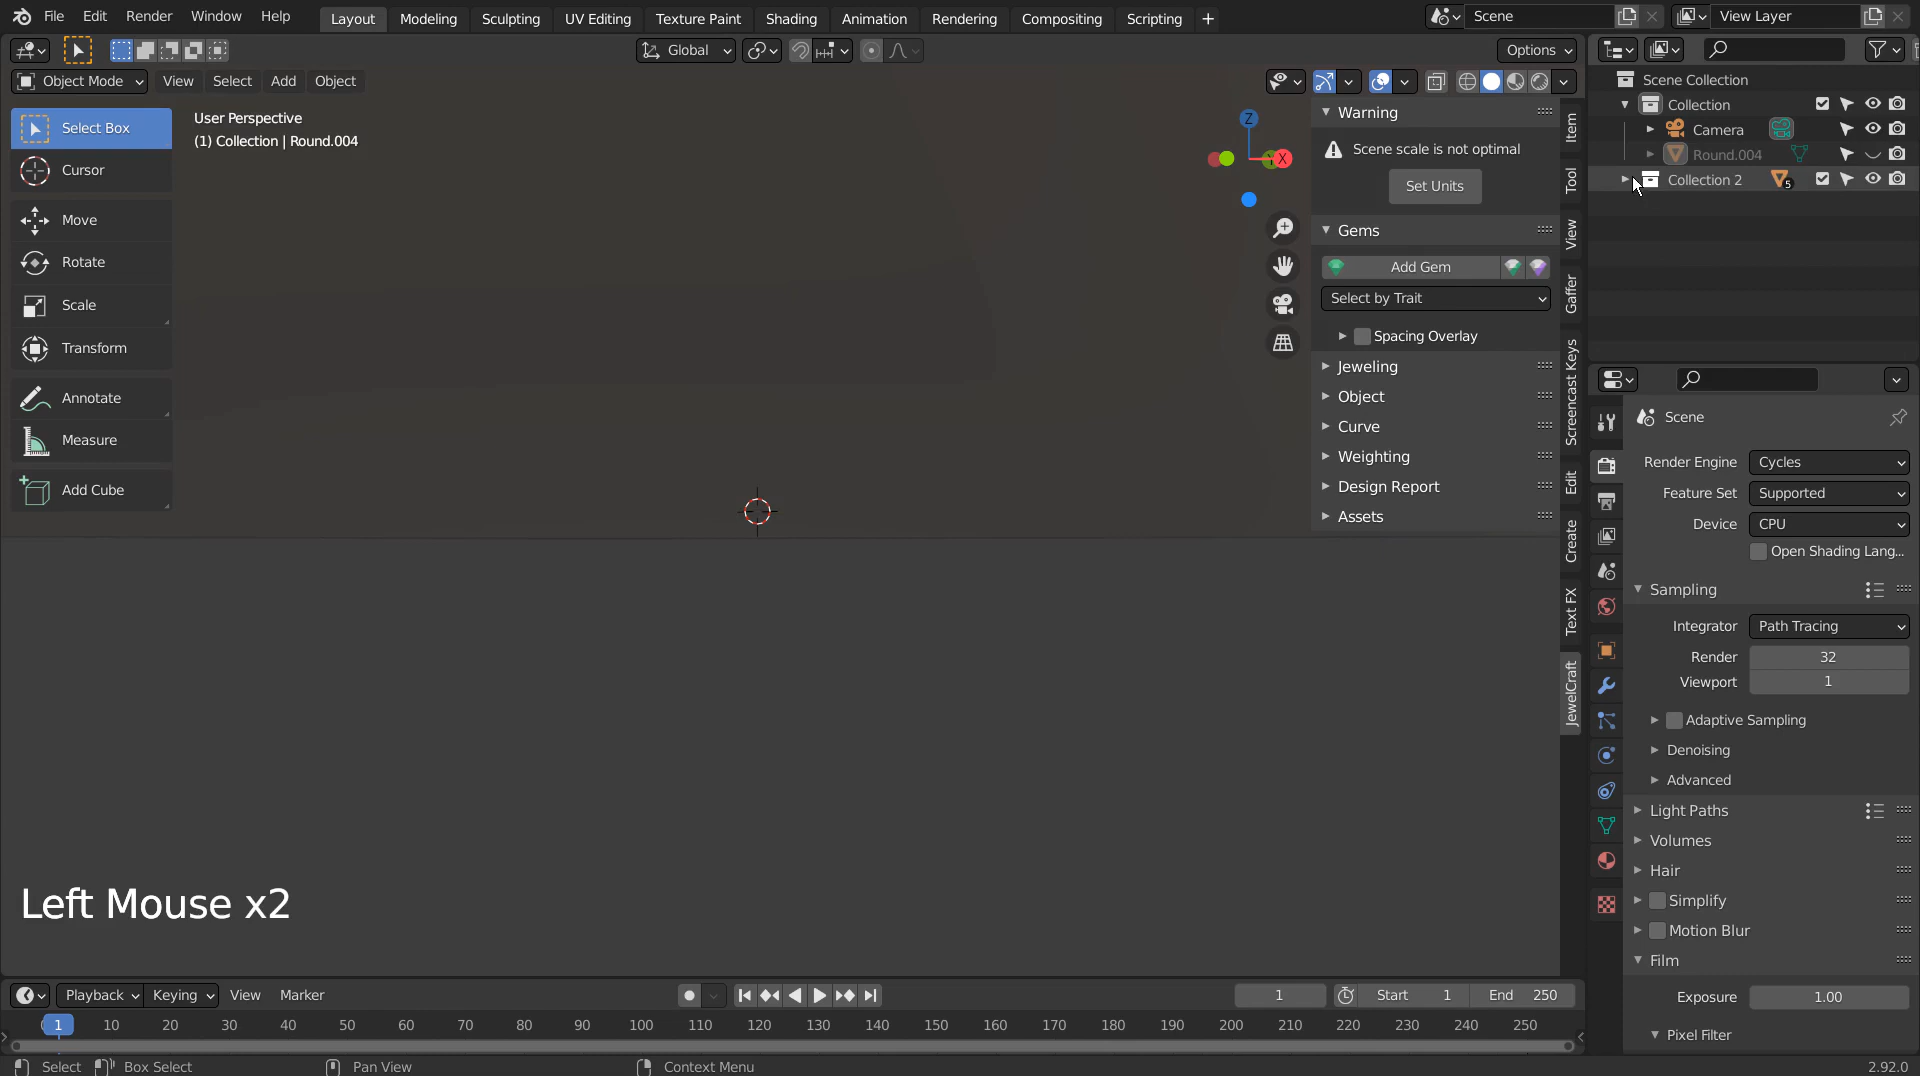 File Edit Render Window Help Layout Modeling Sculpting UV Editing Texture Paint Shading Animation Rendering Compositing Scripting + Scene View Layer
Global Options
Object Mode View Select Add Object
Select Box
Cursor
Move
Rotate
Scale
Transform
Annotate
Measure
Add Cube
User Perspective
(1) Collection | Round.004
Z
X
Warning
Scene scale is not optimal
Set Units
Gems
Add Gem
Select by Trait
Spacing Overlay
Jeweling
Object
Curve
Weighting
Design Report
Assets
Item
Tool
View
Gaffer
Screencast Keys
Edit
Create
Text FX
JewelCraft
Scene Collection
Collection
Camera
Round.004
Collection 2 5
Scene
Render Engine Cycles
Feature Set Supported
Device CPU
Open Shading Lang...
Sampling
Integrator Path Tracing
Render 32
Viewport 1
Adaptive Sampling
Denoising
Advanced
Light Paths
Volumes
Hair
Simplify
Motion Blur
Film
Exposure 1.00
Pixel Filter
Left Mouse x2
Playback Keying View Marker 1 Start 1 End 250
1 10 20 30 40 50 60 70 80 90 100 110 120 130 140 150 160 170 180 190 200 210 220 230 240 250
Select Box Select Pan View Context Menu 2.92.0